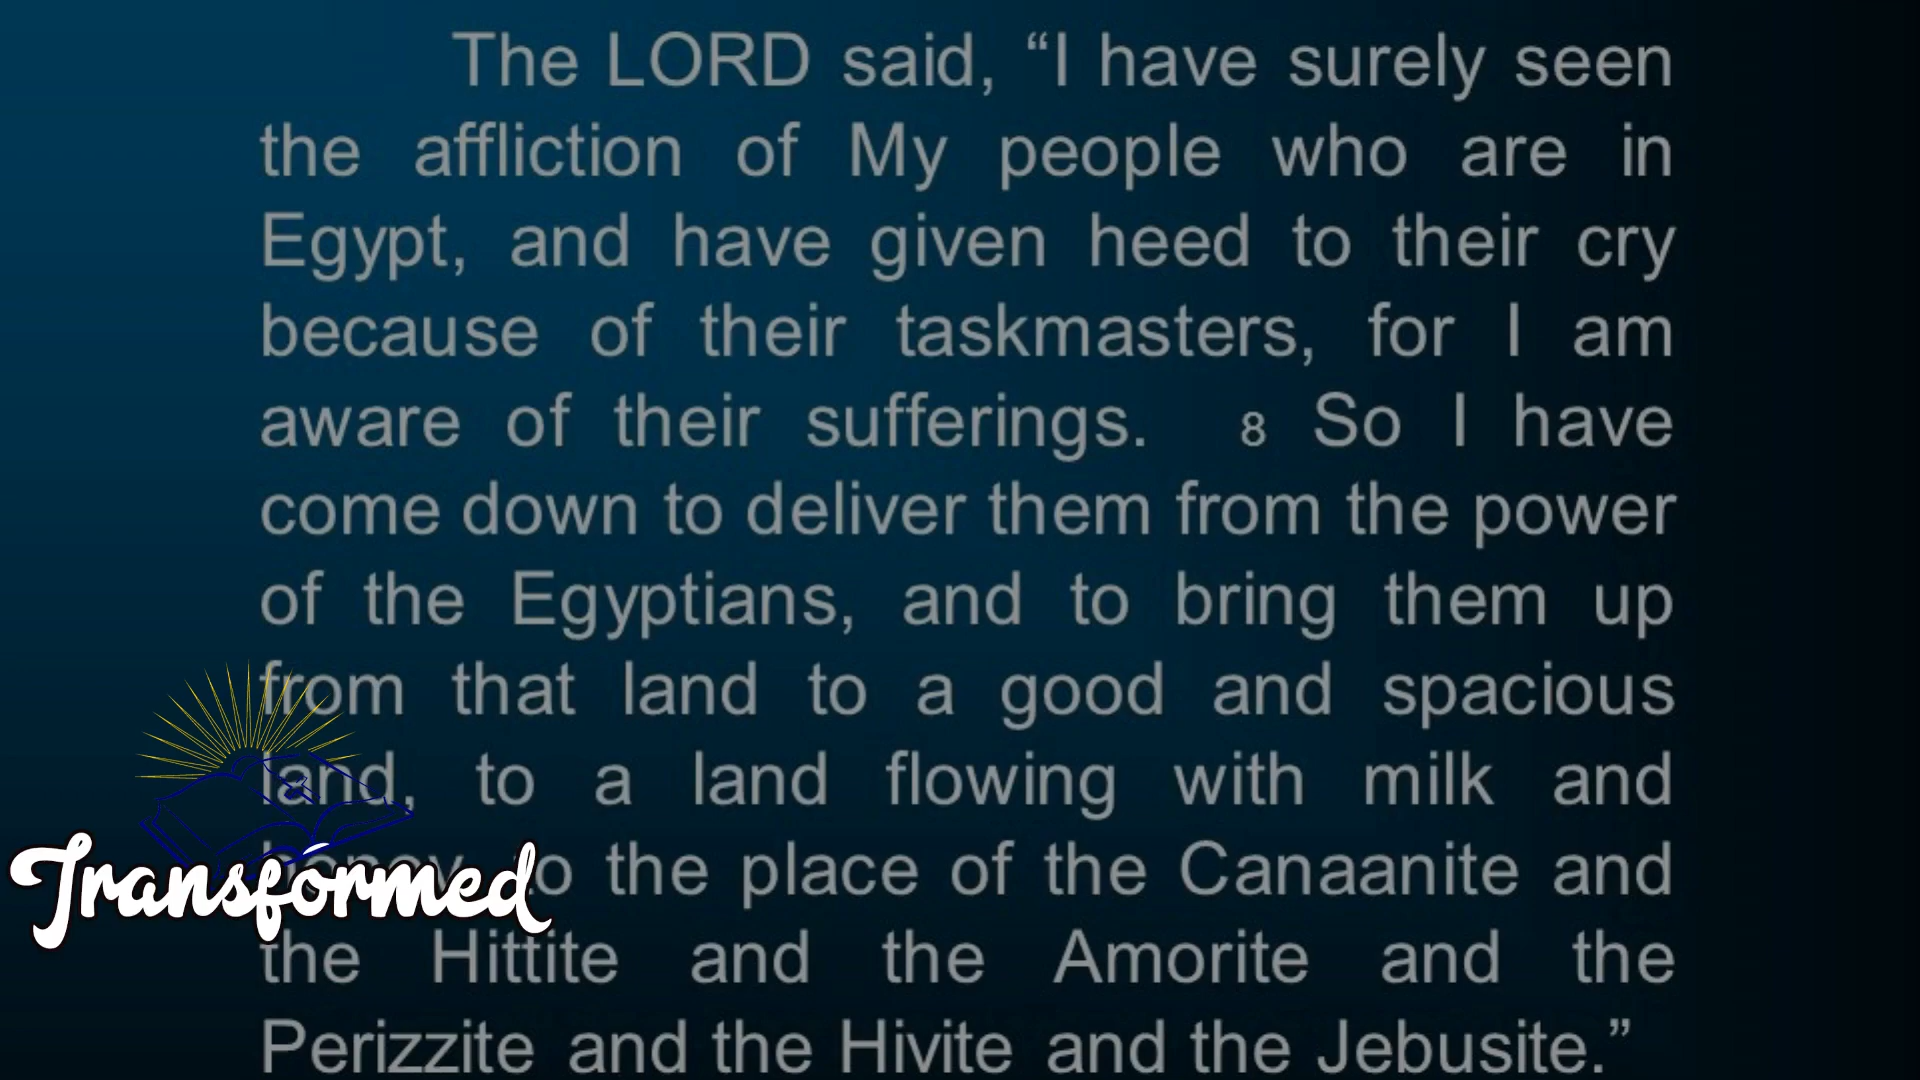 The LORD said, “I have surely seen
the affliction of My people who are in
Egypt, and have given heed to their cry
because of their taskmasters, for I am
aware of their sufferings. 8 So I have
come down to deliver them from the power
of the Egyptians, and to bring them up
from that land to a good and spacious
land, to a land flowing with milk and
honey, to the place of the Canaanite and
the Hittite and the Amorite and the
Perizzite and the Hivite and the Jebusite.”
Transformed